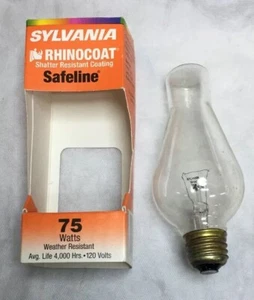 SYLVANIA
RHINOCOAT
Shatter Resistant Coating
Safeline
75
Watts
Weather Resistant
Avg. Life 4,000 Hrs • 120 Volts